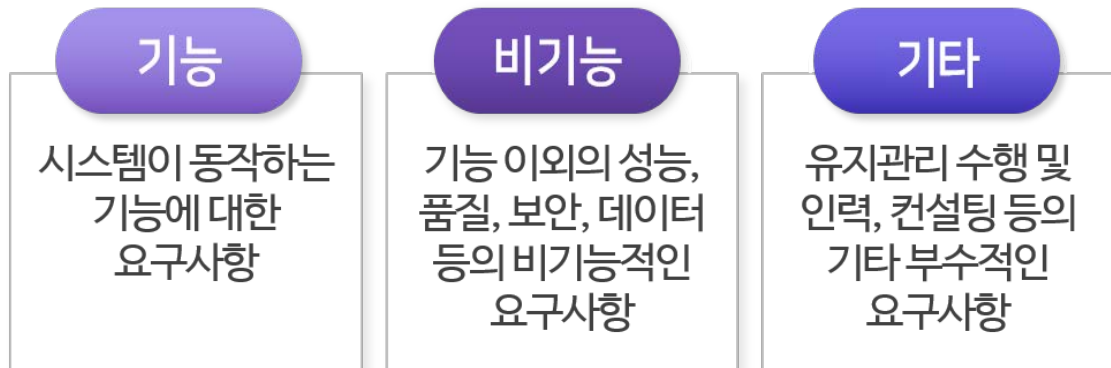 기능
시스템이 동작하는
기능에 대한
요구사항
비기능
기능 이외의 성능,
품질, 보안, 데이터
등의 비기능적인
요구사항
기타
유지관리 수행 및
인력, 컨설팅 등의
기타 부수적인
요구사항